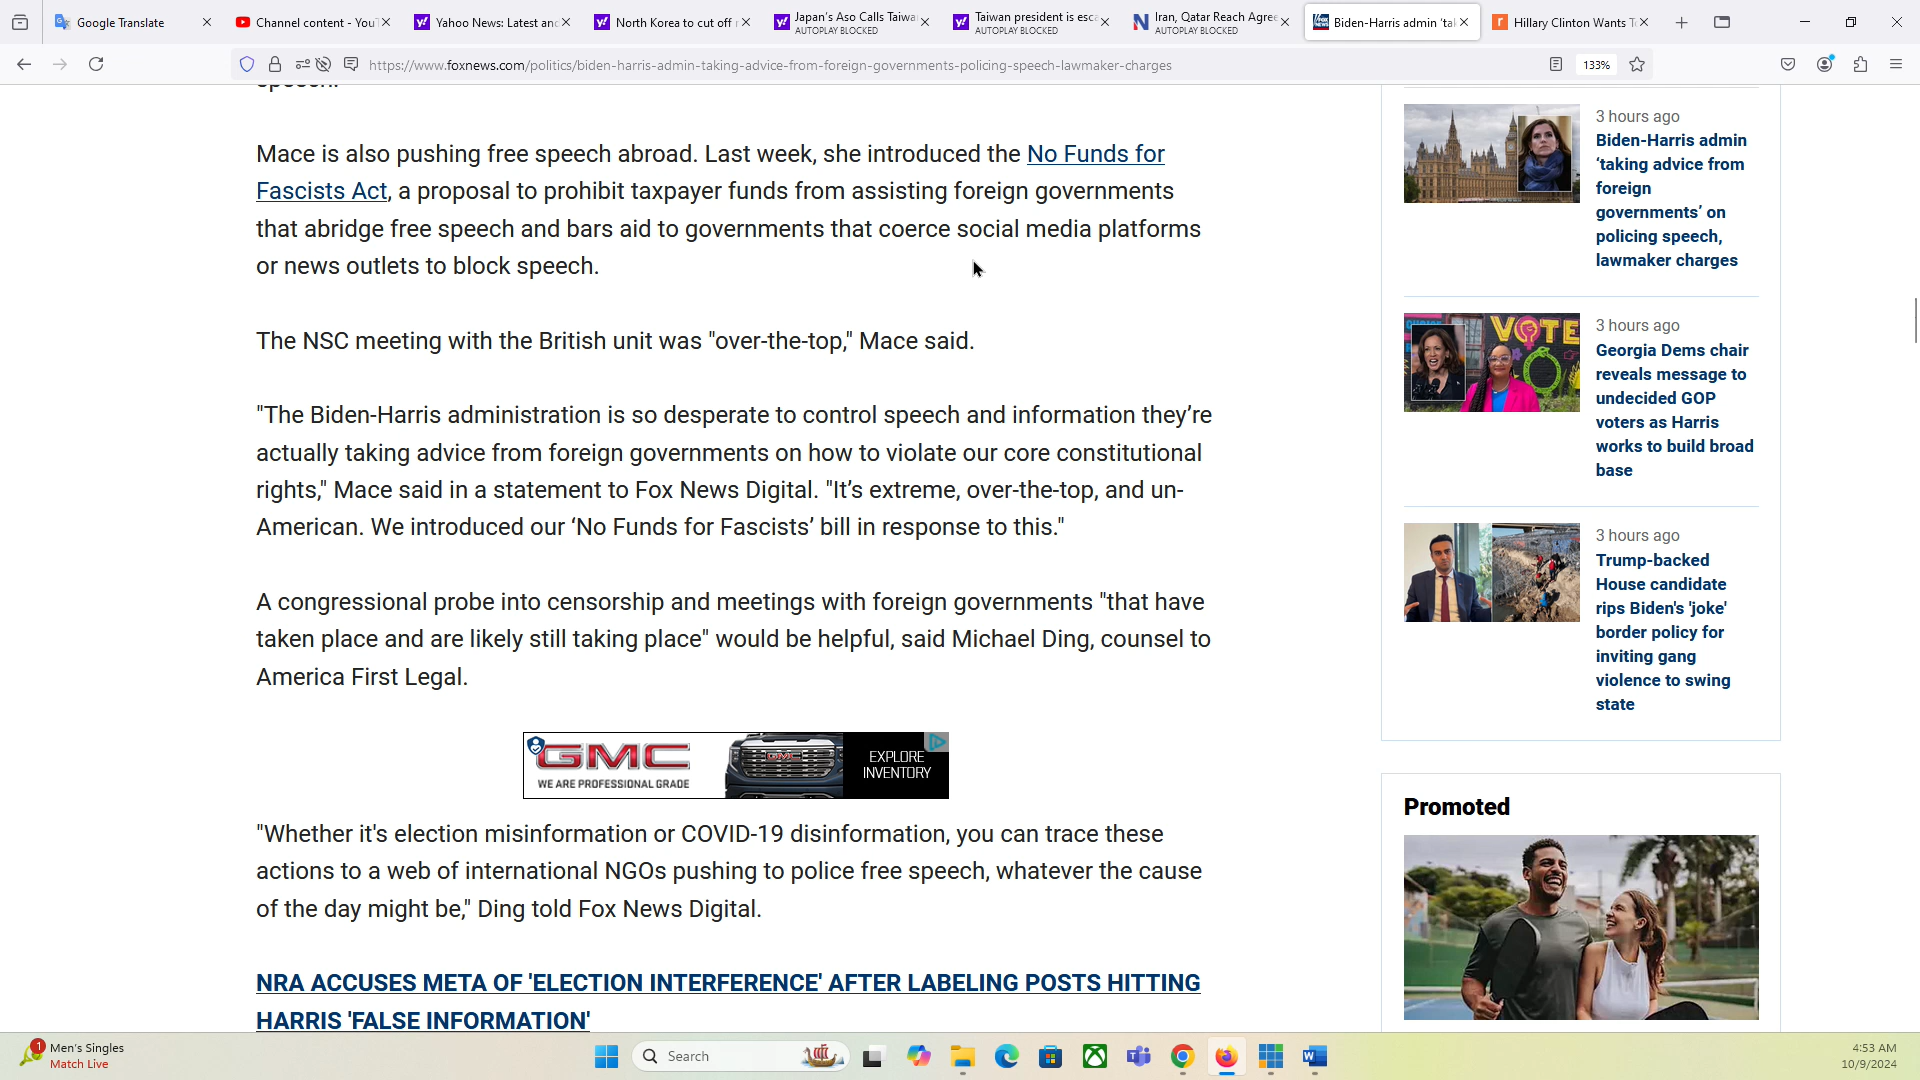 Google Translate
Channel content - YouT
Yahoo News: Latest and
North Korea to cut off r
Japan's Aso Calls Taiwa
AUTOPLAY BLOCKED
Taiwan president is esca
AUTOPLAY BLOCKED
Iran, Qatar Reach Agree
AUTOPLAY BLOCKED
Biden-Harris admin 'tak
Hillary Clinton Wants To
https://www.foxnews.com/politics/biden-harris-admin-taking-advice-from-foreign-governments-policing-speech-lawmaker-charges
133%
speech.
Mace is also pushing free speech abroad. Last week, she introduced the No Funds for
Fascists Act, a proposal to prohibit taxpayer funds from assisting foreign governments
that abridge free speech and bars aid to governments that coerce social media platforms
or news outlets to block speech.
The NSC meeting with the British unit was "over-the-top," Mace said.
"The Biden-Harris administration is so desperate to control speech and information they're
actually taking advice from foreign governments on how to violate our core constitutional
rights," Mace said in a statement to Fox News Digital. "It's extreme, over-the-top, and un-
American. We introduced our 'No Funds for Fascists' bill in response to this."
A congressional probe into censorship and meetings with foreign governments "that have
taken place and are likely still taking place" would be helpful, said Michael Ding, counsel to
America First Legal.
GMC
WE ARE PROFESSIONAL GRADE
EXPLORE
INVENTORY
"Whether it's election misinformation or COVID-19 disinformation, you can trace these
actions to a web of international NGOs pushing to police free speech, whatever the cause
of the day might be," Ding told Fox News Digital.
NRA ACCUSES META OF 'ELECTION INTERFERENCE' AFTER LABELING POSTS HITTING
HARRIS 'FALSE INFORMATION'
3 hours ago
Biden-Harris admin
'taking advice from
foreign
governments' on
policing speech,
lawmaker charges
VOTE
3 hours ago
Georgia Dems chair
reveals message to
undecided GOP
voters as Harris
works to build broad
base
3 hours ago
Trump-backed
House candidate
rips Biden's 'joke'
border policy for
inviting gang
violence to swing
state
Promoted
1
Men's Singles
Match Live
Search
4:53 AM
10/9/2024